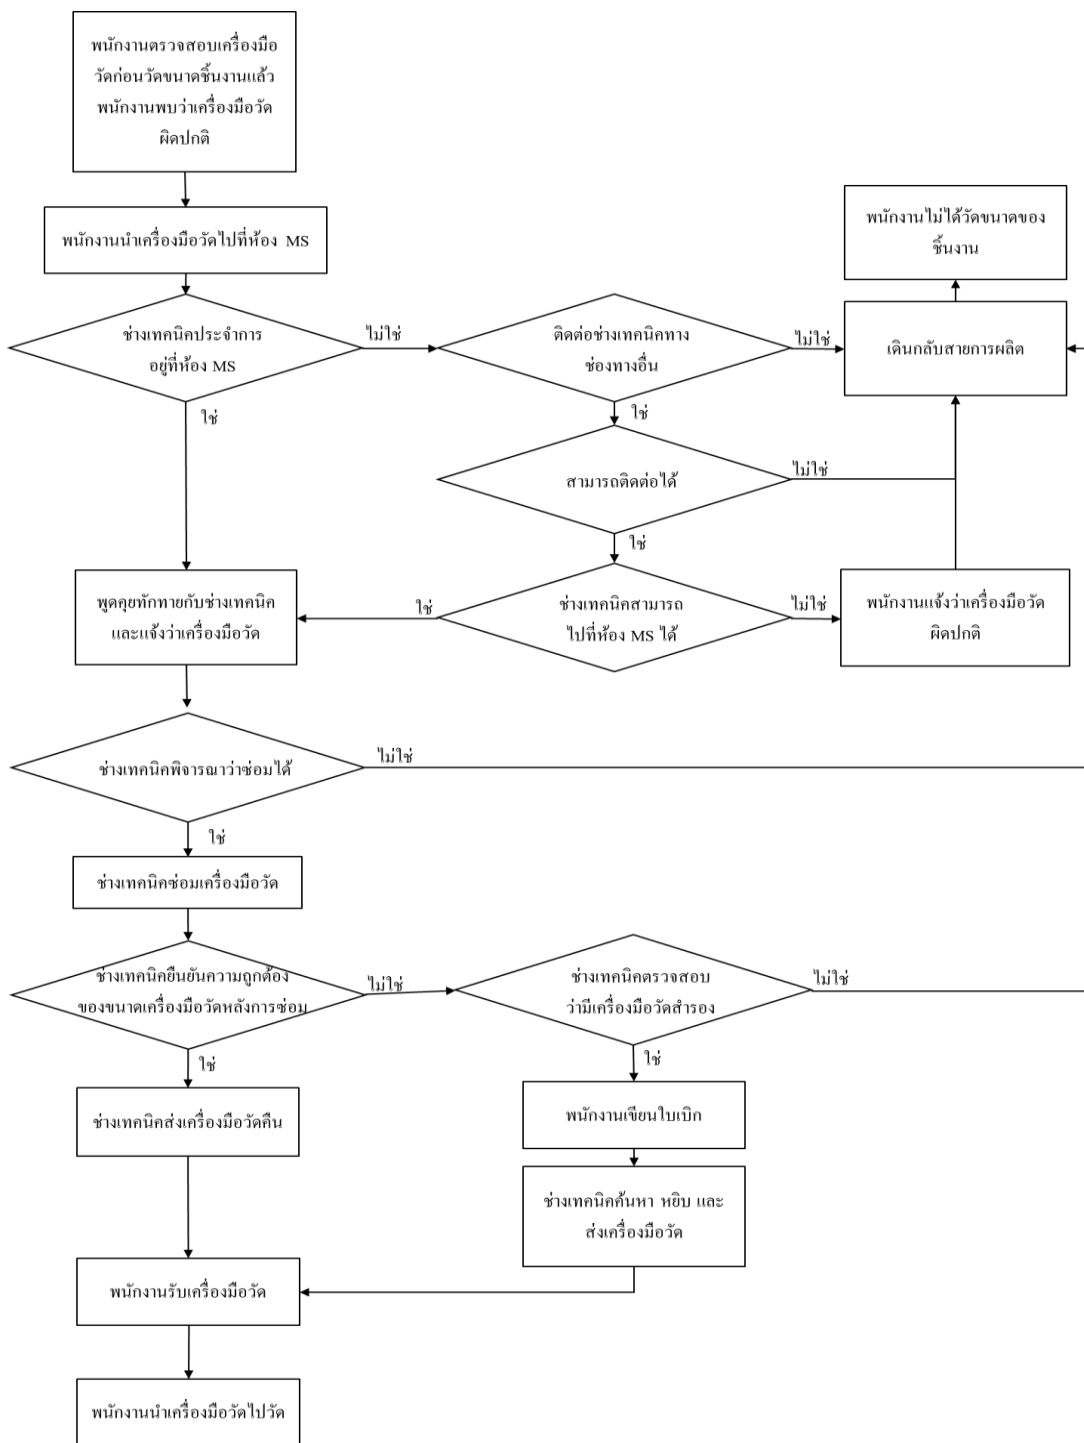 พนักงานตรวจสอบเครื่องมือ
วัดก่อนวัดขนาดชิ้นงานแล้ว
พนักงานพบว่าเครื่องมือวัด
ผิดปกติ
พนักงานนำเครื่องมือวัดไปที่ห้อง MS
พนักงานไม่ได้วัดขนาดของ
ชิ้นงาน
ช่างเทคนิคประจำการ
อยู่ที่ห้อง MS
ไม่ใช่
ติดต่อช่างเทคนิคทาง
ช่องทางอื่น
ไม่ใช่
เดินกลับสายการผลิต
ใช่
ใช่
สามารถติดต่อได้
ไม่ใช่
ใช่
พูดคุยทักทายกับช่างเทคนิค
และแจ้งว่าเครื่องมือวัด
ใช่
ช่างเทคนิคสามารถ
ไปที่ห้อง MS ได้
ไม่ใช่
พนักงานแจ้งว่าเครื่องมือวัด
ผิดปกติ
ช่างเทคนิคพิจารณาว่าซ่อมได้
ไม่ใช่
ใช่
ช่างเทคนิคซ่อมเครื่องมือวัด
ช่างเทคนิคยืนยันความถูกต้อง
ของขนาดเครื่องมือวัดหลังการซ่อม
ไม่ใช่
ช่างเทคนิคตรวจสอบ
ว่ามีเครื่องมือวัดสำรอง
ไม่ใช่
ใช่
ใช่
ช่างเทคนิคส่งเครื่องมือวัดคืน
พนักงานเขียนใบเบิก
ช่างเทคนิคค้นหา หยิบ และ
ส่งเครื่องมือวัด
พนักงานรับเครื่องมือวัด
พนักงานนำเครื่องมือวัดไปวัด